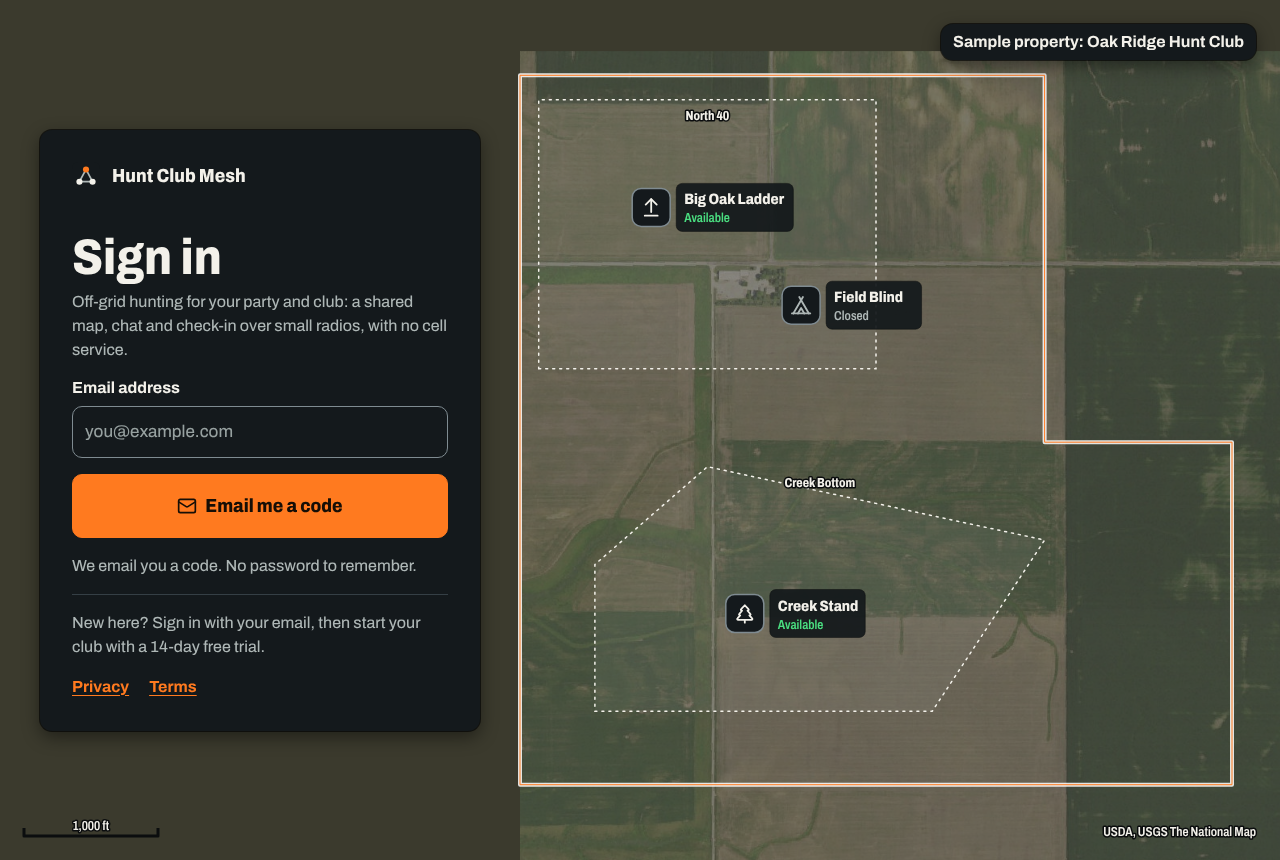 Sample property: Oak Ridge Hunt Club
Hunt Club Mesh
Sign in
Off-grid hunting for your party and club: a shared
map, chat and check-in over small radios, with no cell
service.
Email address
you@example.com
Email me a code
We email you a code. No password to remember.
New here? Sign in with your email, then start your
club with a 14-day free trial.
Privacy Terms
North 40
Big Oak Ladder
Available
Field Blind
Closed
Creek Bottom
Creek Stand
Available
1,000 ft
USDA, USGS The National Map